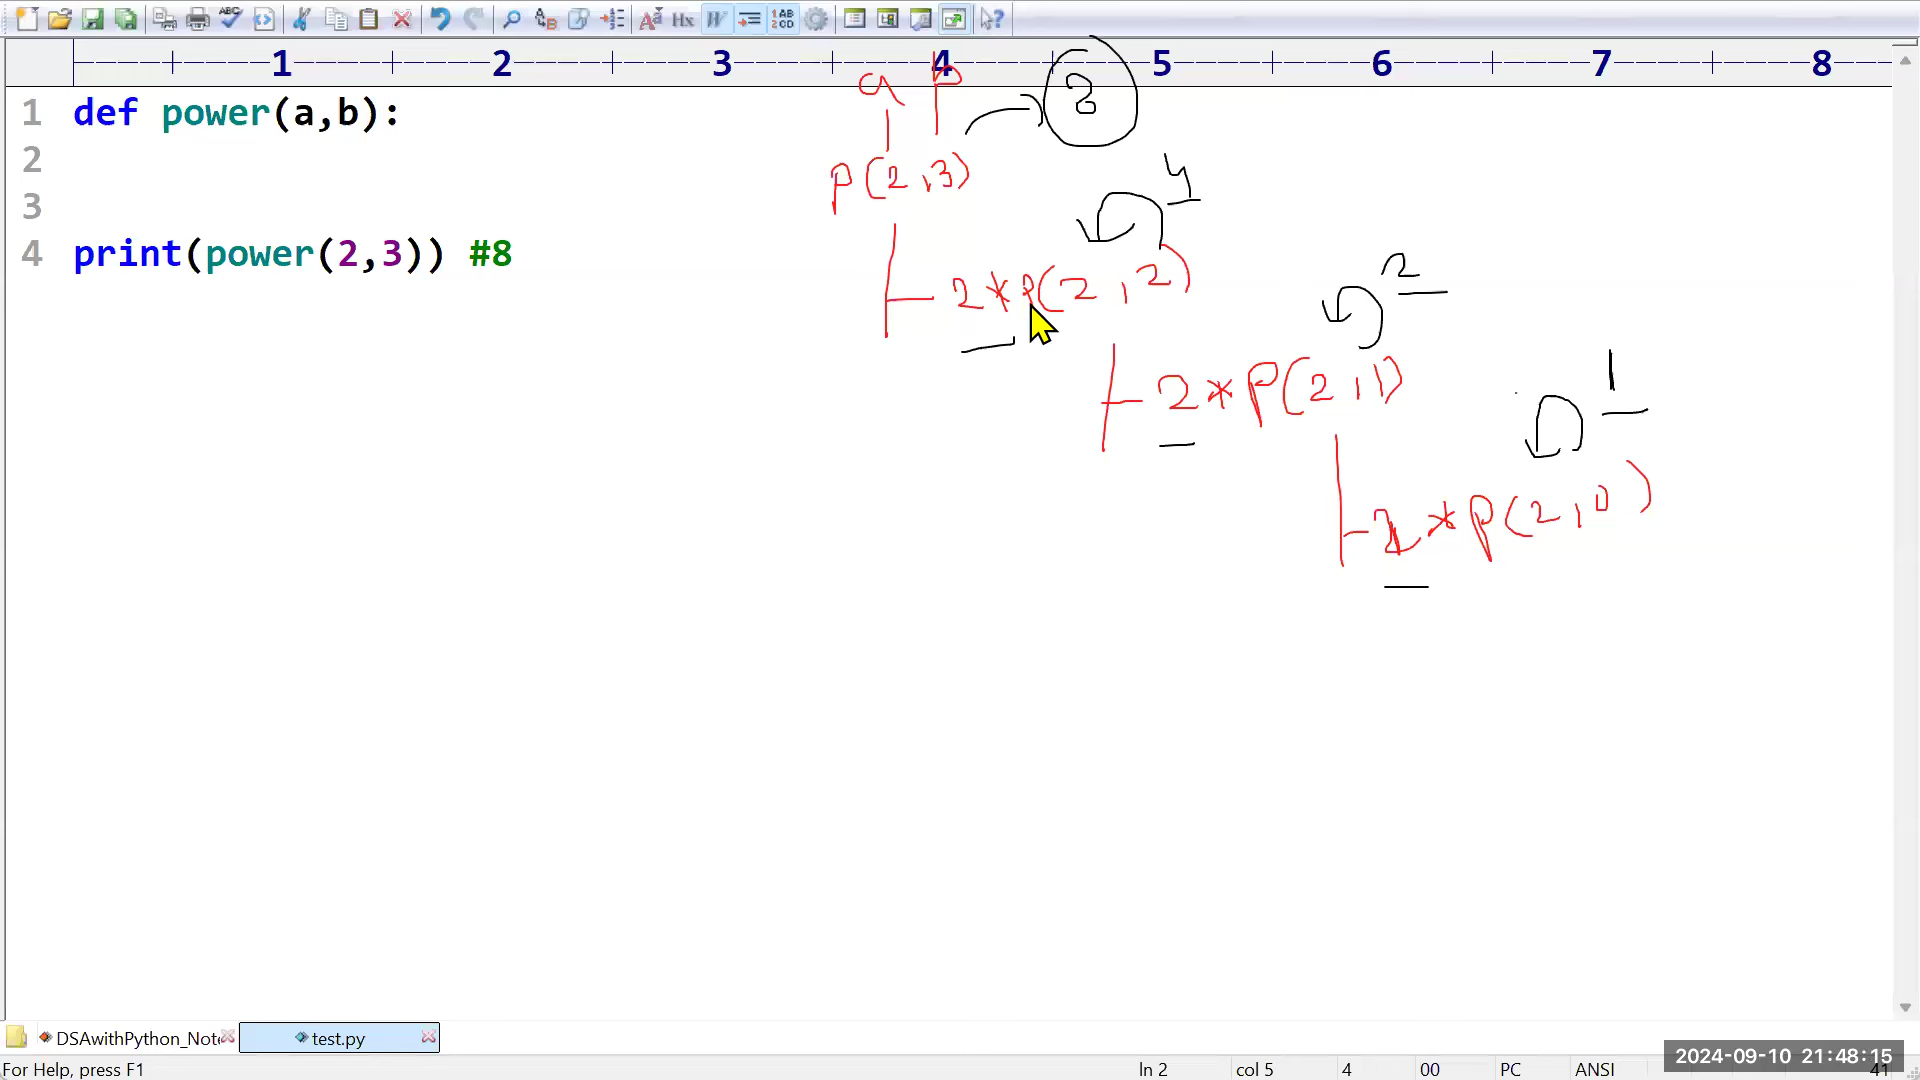 1 2 3 4 5 6 7 8
1 def power(a,b):
2
3
4 print(power(2,3)) #8
a b
8
P(2,3)
4
2*P(2,2)
2
2*P(2,1)
1
2*P(2,0)
DSAwithPython_Not test.py
For Help, press F1 ln 2 col 5 4 00 PC ANSI 41
2024-09-10 21:48:15